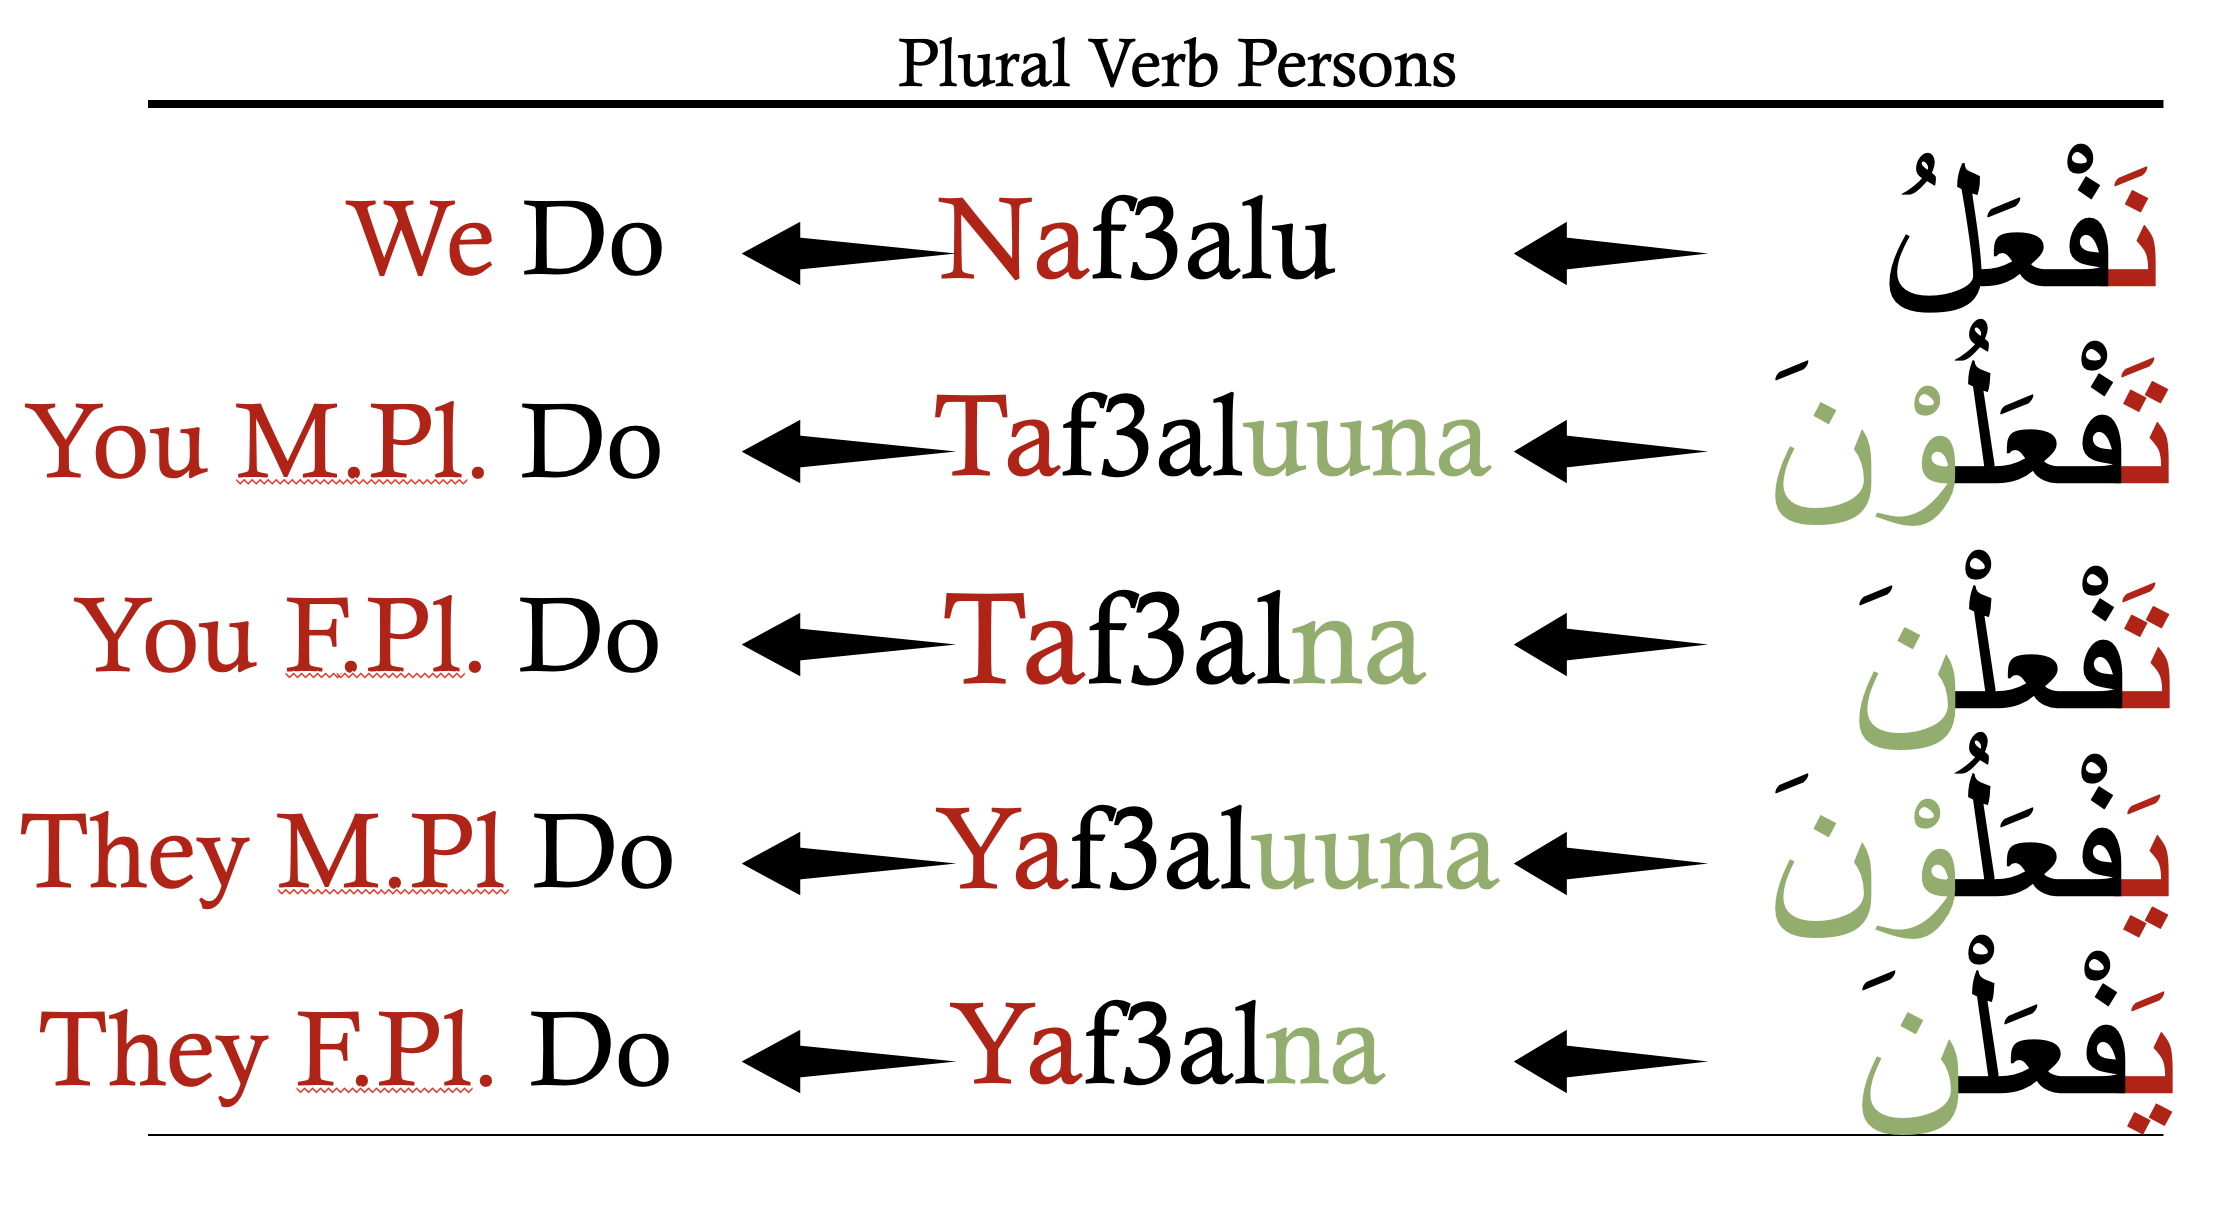 Plural Verb Persons
We Do Naf3alu نَفْعَلُ
You M.Pl. Do Taf3aluuna تَفْعَلُوْنَ
You F.Pl. Do Taf3alna تَفْعلْنَ
They M.Pl Do Yaf3aluuna يَفْعَلُوْنَ
They F.Pl. Do Yaf3alna يَفْعَلْنَ